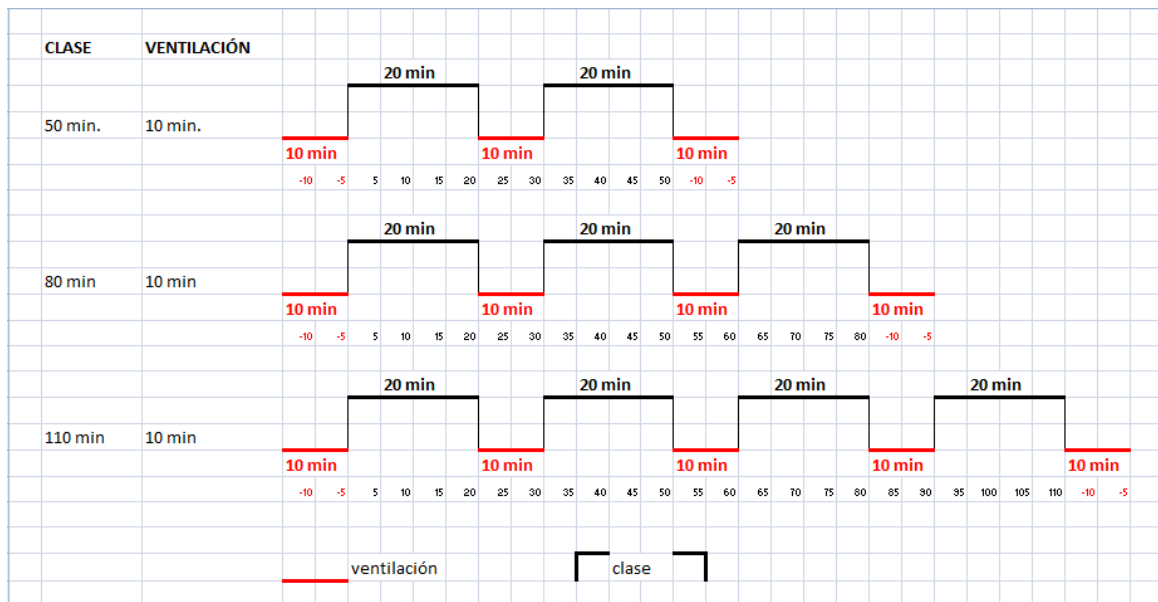 CLASE VENTILACIÓN
20 min 20 min
50 min. 10 min.
10 min 10 min 10 min
-10 -5 5 10 15 20 25 30 35 40 45 50 -10 -5
20 min 20 min 20 min
80 min 10 min
10 min 10 min 10 min 10 min
-10 -5 5 10 15 20 25 30 35 40 45 50 55 60 65 70 75 80 -10 -5
20 min 20 min 20 min 20 min
110 min 10 min
10 min 10 min 10 min 10 min 10 min
-10 -5 5 10 15 20 25 30 35 40 45 50 55 60 65 70 75 80 85 90 95 100 105 110 -10 -5
ventilación clase